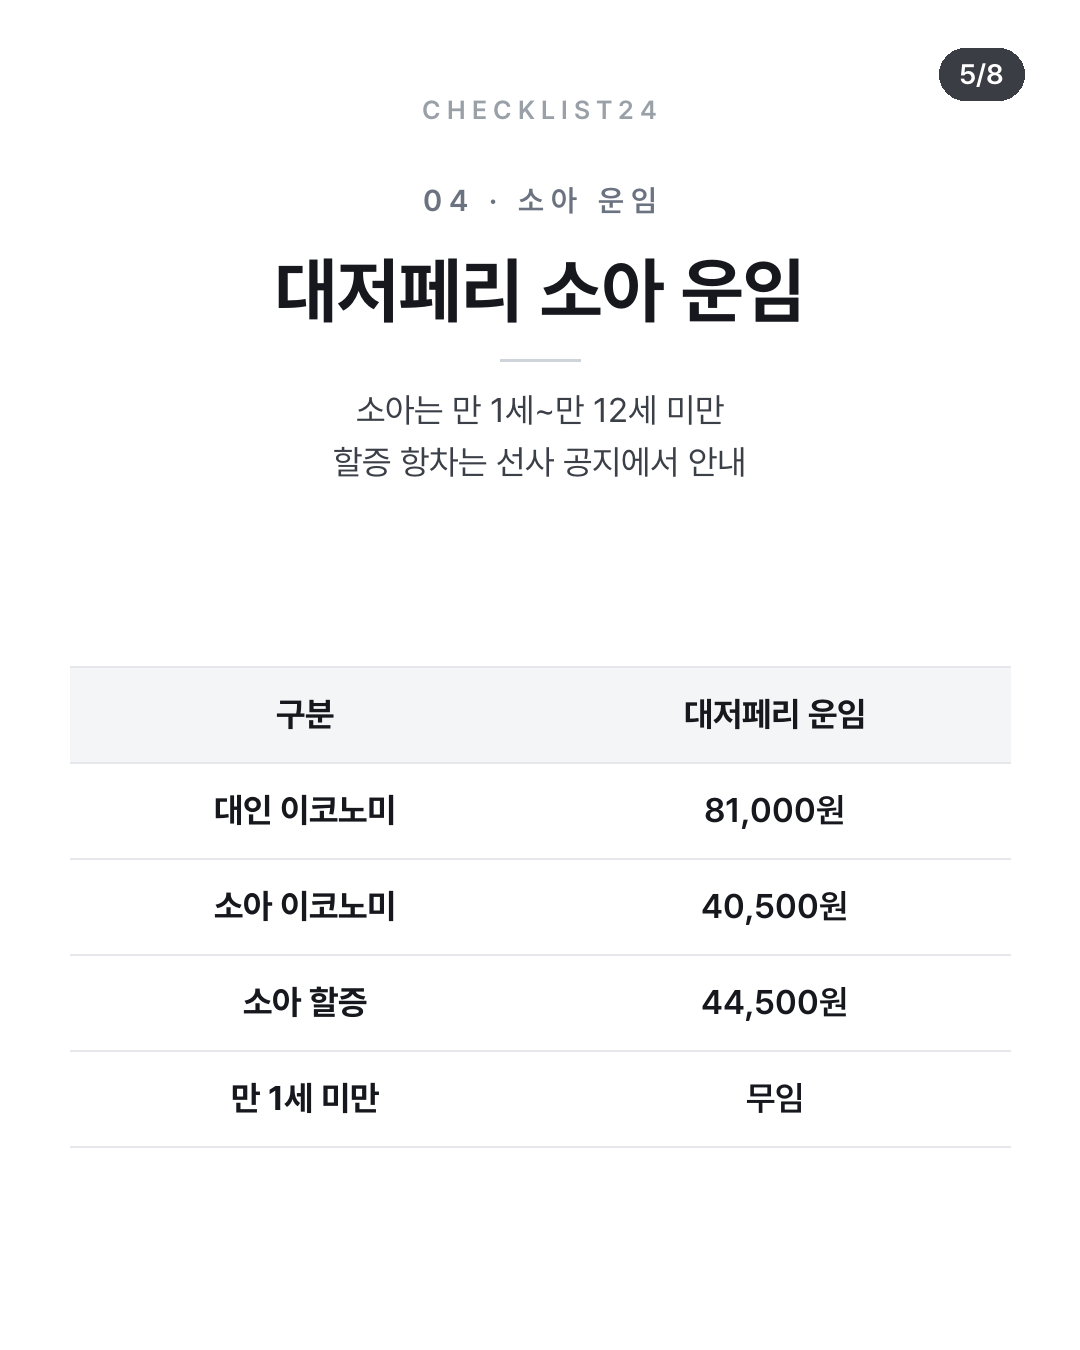 5/8
CHECKLIST24
04 · 소아 운임
대저페리 소아 운임
소아는 만 1세~만 12세 미만
할증 항차는 선사 공지에서 안내
구분 대저페리 운임
대인 이코노미 81,000원
소아 이코노미 40,500원
소아 할증 44,500원
만 1세 미만 무임